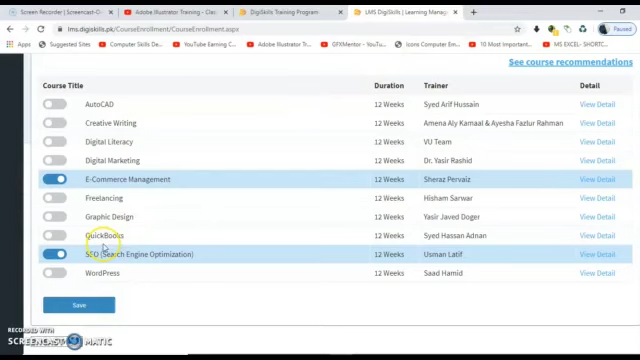 Screen Recorder | Screencast-O
Adobe Illustrator Training - Clas
DigiSkills Training Program
LMS DigiSkills | Learning Manage
lms.digiskills.pk/CourseEnrollment/CourseEnrollment.aspx
Paused
Apps
Suggested Sites
Computer Skills De
YouTube Earning C
Adobe Illustrator Tr
GFXMentor - YouTube
Icons Computer Em
10 Most Important
MS EXCEL- SHORTC
See course recommendations
Course Title Duration Trainer Detail
AutoCAD 12 Weeks Syed Arif Hussain View Detail
Creative Writing 12 Weeks Amena Aly Kamaal & Ayesha Fazlur Rahman View Detail
Digital Literacy 12 Weeks VU Team View Detail
Digital Marketing 12 Weeks Dr. Yasir Rashid View Detail
E-Commerce Management 12 Weeks Sheraz Pervaiz View Detail
Freelancing 12 Weeks Hisham Sarwar View Detail
Graphic Design 12 Weeks Yasir Javed Doger View Detail
QuickBooks 12 Weeks Syed Hassan Adnan View Detail
SEO (Search Engine Optimization) 12 Weeks Usman Latif View Detail
WordPress 12 Weeks Saad Hamid View Detail
Save
RECORDED WITH
SCREENCAST MATIC